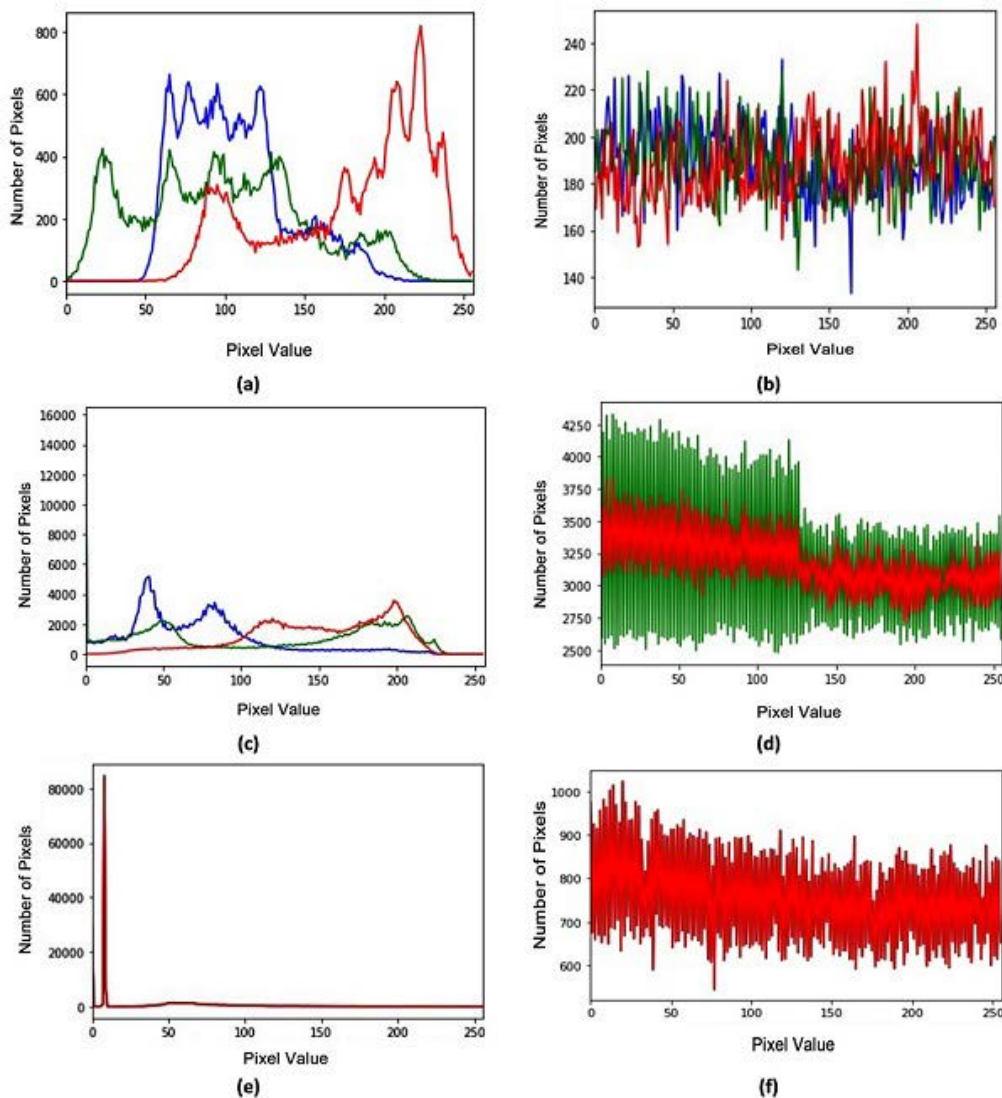 800
600
400
200
0
Number of Pixels
0 50 100 150 200 250
Pixel Value
(a)
240
220
200
180
160
140
Number of Pixels
0 50 100 150 200 250
Pixel Value
(b)
16000
14000
12000
10000
8000
6000
4000
2000
0
Number of Pixels
0 50 100 150 200 250
Pixel Value
(c)
4250
4000
3750
3500
3250
3000
2750
2500
Number of Pixels
0 50 100 150 200 250
Pixel Value
(d)
80000
60000
40000
20000
0
Number of Pixels
0 50 100 150 200 250
Pixel Value
(e)
1000
900
800
700
600
Number of Pixels
0 50 100 150 200 250
Pixel Value
(f)